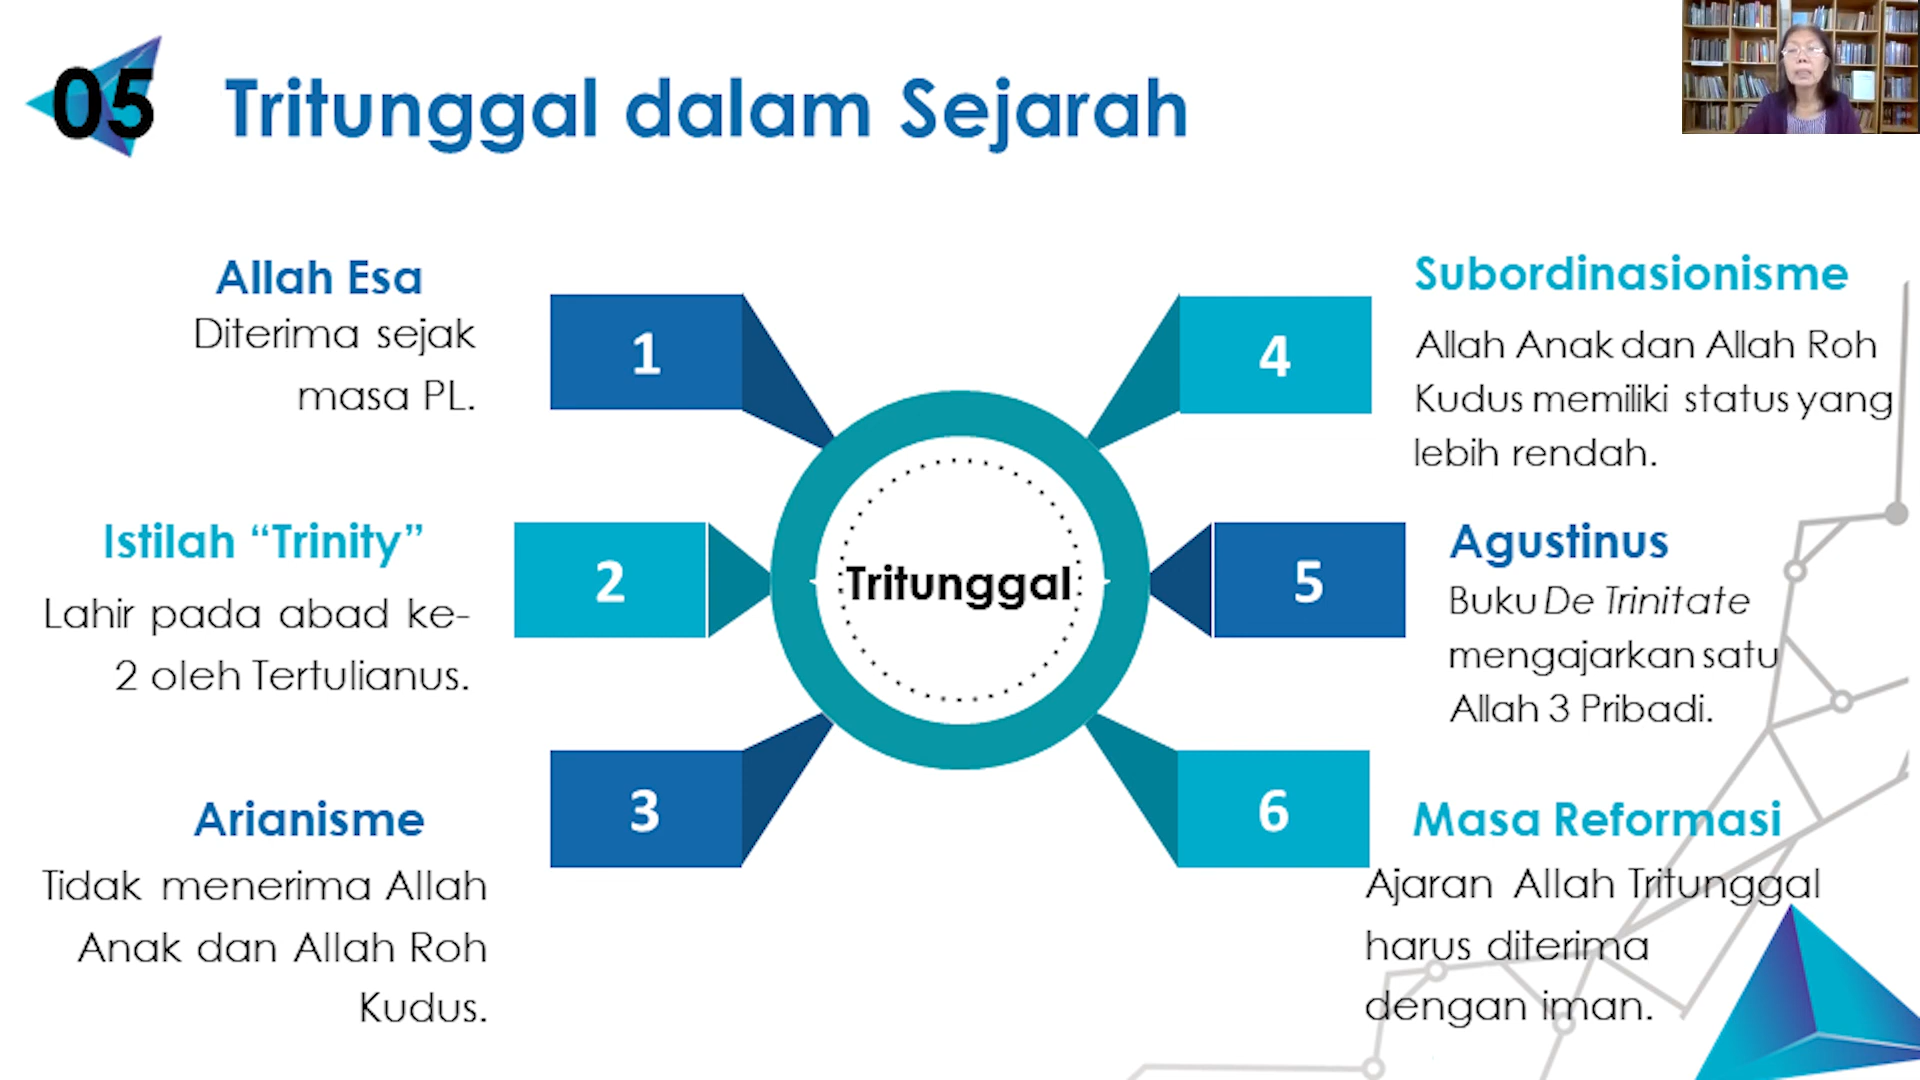 05
Tritunggal dalam Sejarah
Allah Esa
Diterima sejak
masa PL.
1
Istilah “Trinity”
Lahir pada abad ke-
2 oleh Tertulianus.
2
Arianisme
Tidak menerima Allah
Anak dan Allah Roh
Kudus.
3
Tritunggal
4
Subordinasionisme
Allah Anak dan Allah Roh
Kudus memiliki status yang
lebih rendah.
5
Agustinus
Buku De Trinitate
mengajarkan satu
Allah 3 Pribadi.
6
Masa Reformasi
Ajaran Allah Tritunggal
harus diterima
dengan iman.